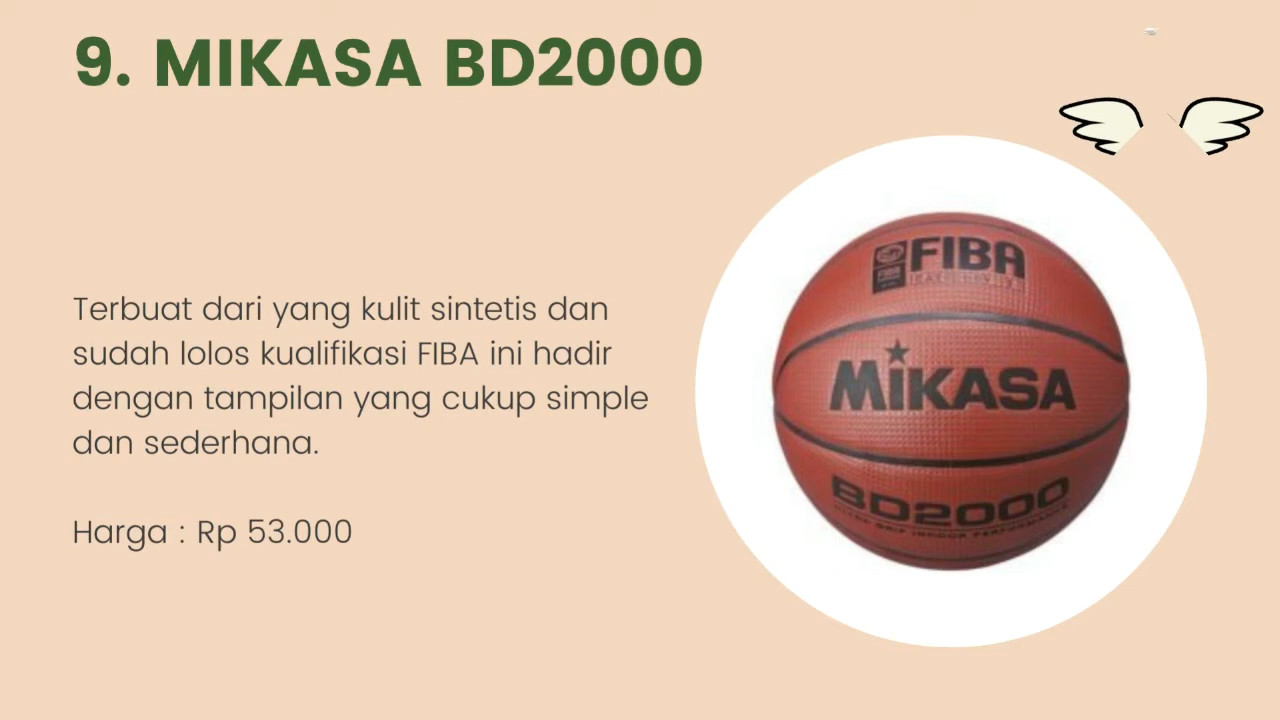 9. MIKASA BD2000
Terbuat dari yang kulit sintetis dan
sudah lolos kualifikasi FIBA ini hadir
dengan tampilan yang cukup simple
dan sederhana.
Harga : Rp 53.000
FIBA
MIKASA
BD2000